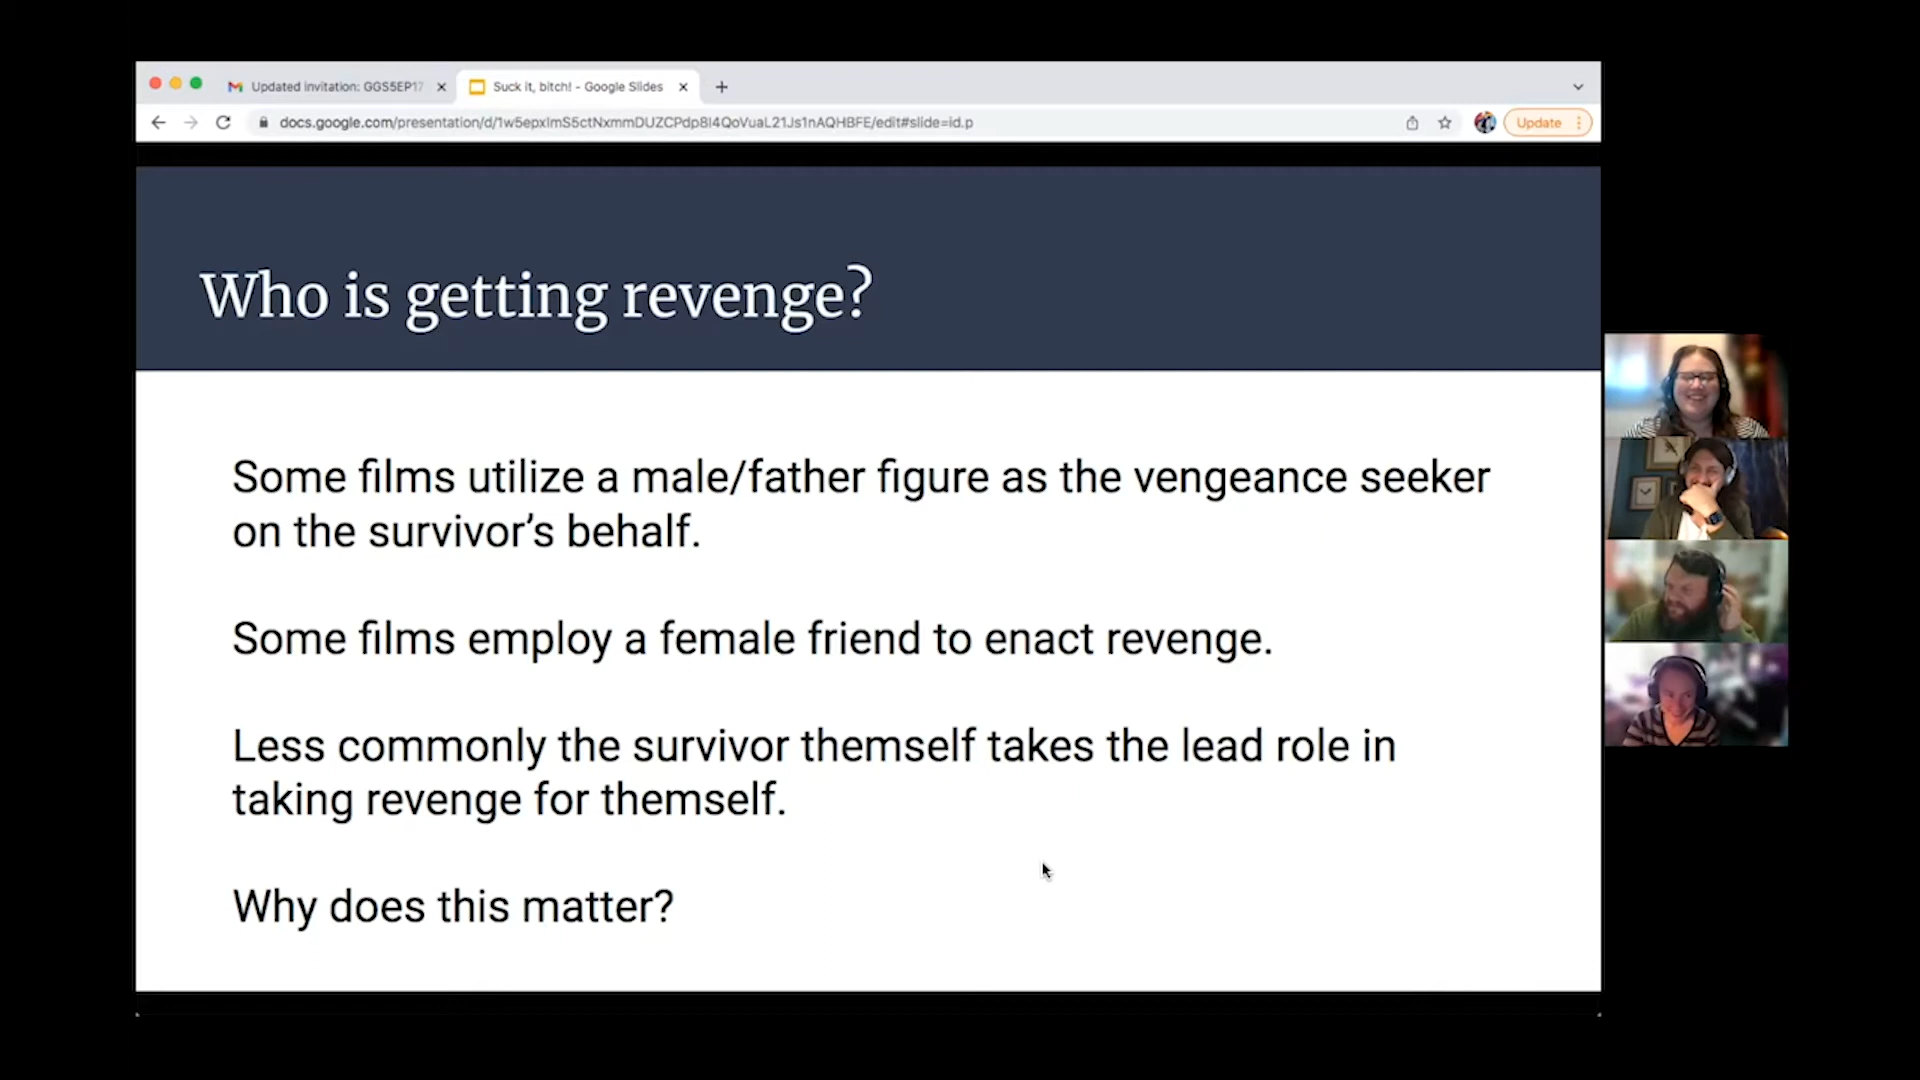 Updated invitation: GGS5EP17
Suck it, bitch! - Google Slides
docs.google.com/presentation/d/1w5epxImS5ctNxmmDUZCPdp8I4QoVuaL21Js1nAQHBFE/edit#slide=id.p
Update
Who is getting revenge?
Some films utilize a male/father figure as the vengeance seeker
on the survivor’s behalf.
Some films employ a female friend to enact revenge.
Less commonly the survivor themself takes the lead role in
taking revenge for themself.
Why does this matter?